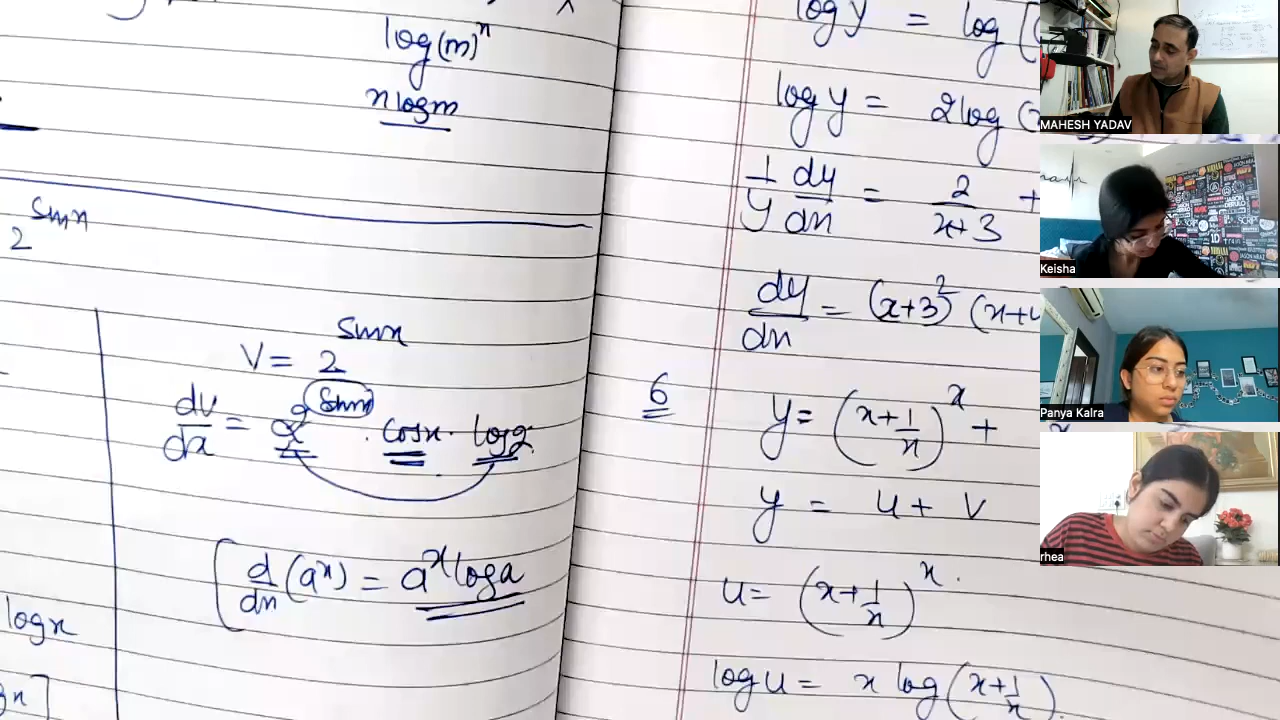 log(m)^n
n log m
2^sinx
V = 2^sinx
dv/dx = 2^sinx . cosx . log2.
[d/dx (a^x) = a^x log a
log x
log y = log [(
log y = 2 log (
1/y dy/dx = 2/(x+3) +
dy/dx = (x+3)^2 (x+4
6 y = (x+1/x)^x +
y = u + v
u = (x+1/x)^x .
log u = x log (x+1/x)
MAHESH YADAV
Keisha
Panya Kalra
rhea